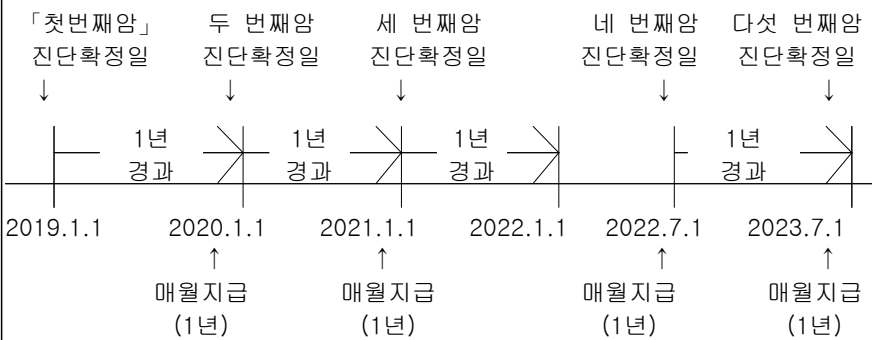 「첫번째암」 두 번째암 세 번째암 네 번째암 다섯 번째암
진단확정일 진단확정일 진단확정일 진단확정일 진단확정일
↓ ↓ ↓ ↓ ↓
1년 1년 1년 1년
경과 경과 경과 경과
2019.1.1 2020.1.1 2021.1.1 2022.1.1 2022.7.1 2023.7.1
↑ ↑ ↑ ↑
매월지급 매월지급 매월지급 매월지급
(1년) (1년) (1년) (1년)